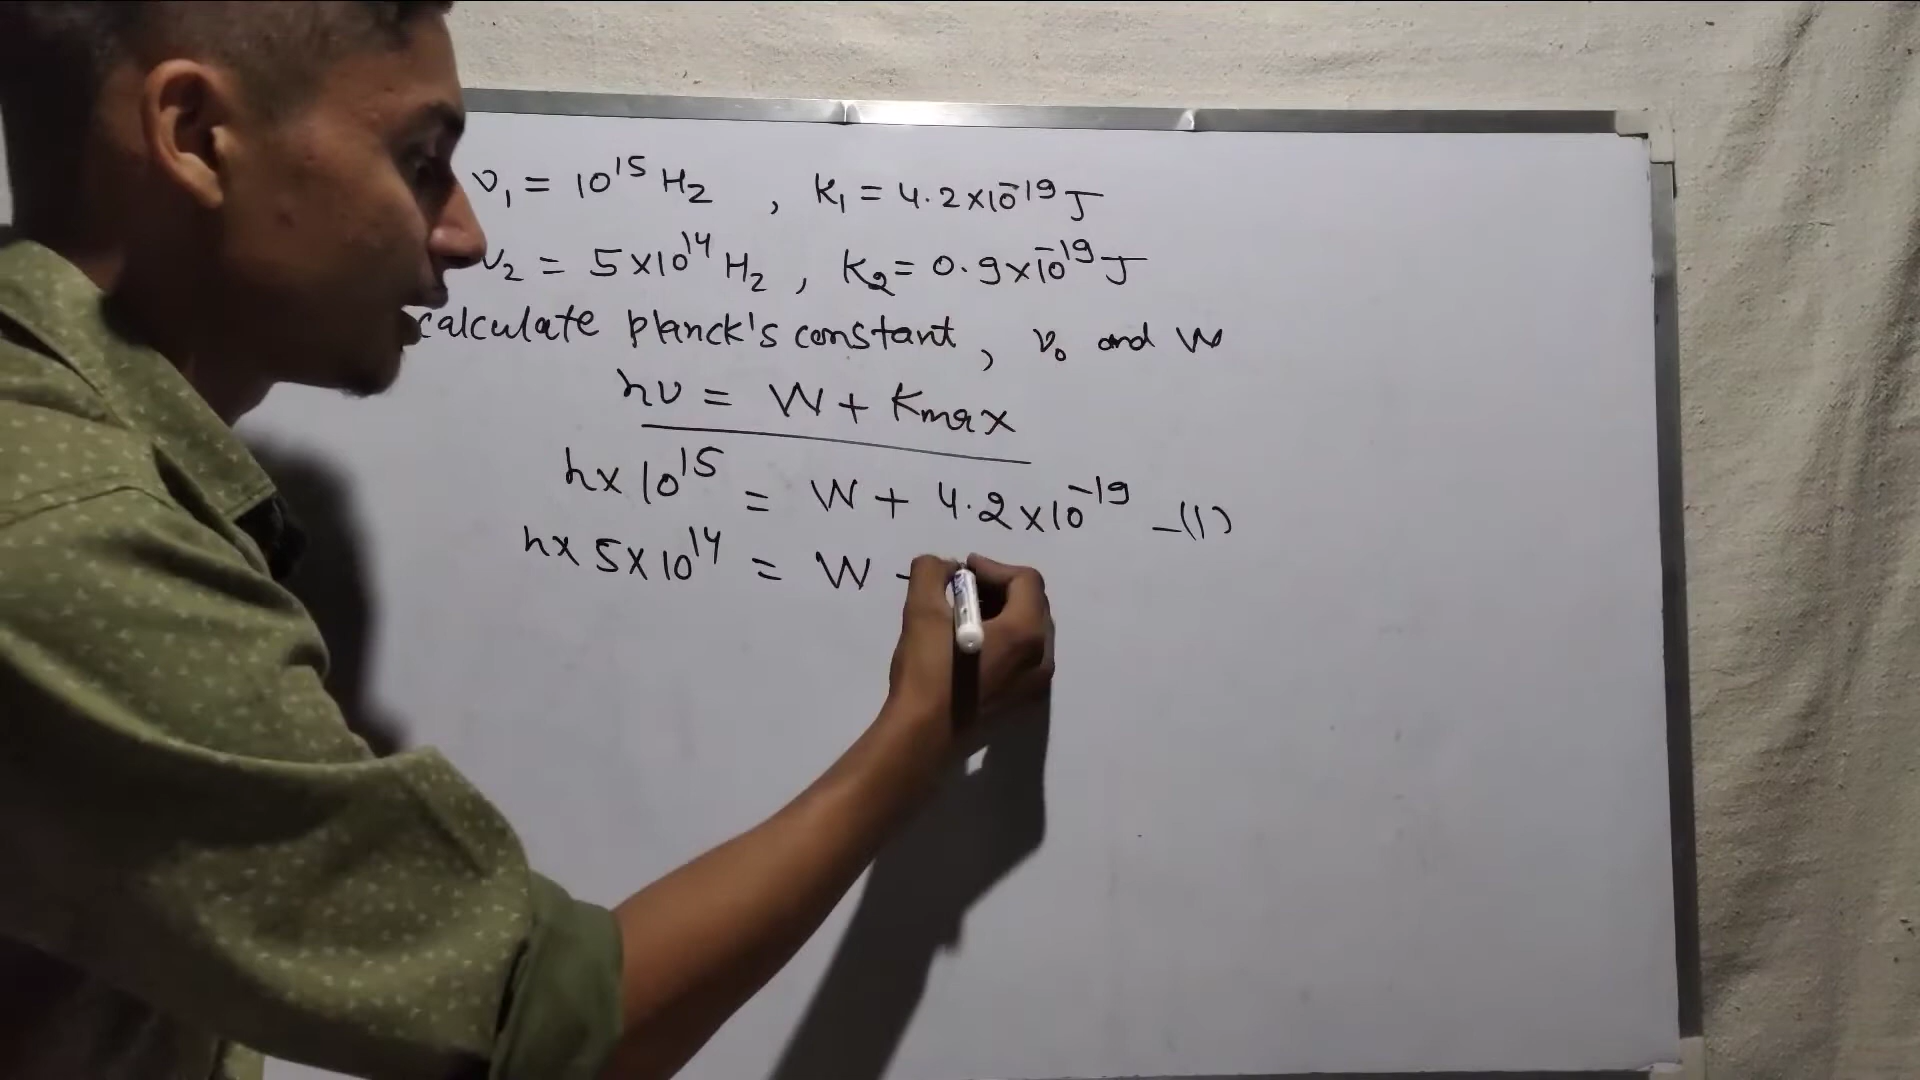 ν₁ = 10¹⁵ Hz , K₁ = 4.2×10⁻¹⁹ J
ν₂ = 5×10¹⁴ Hz , K₂ = 0.9×10⁻¹⁹ J
calculate planck's constant, ν₀ and W
hν = W + Kmax
h× 10¹⁵ = W + 4.2×10⁻¹⁹ –(1)
h× 5×10¹⁴ = W +